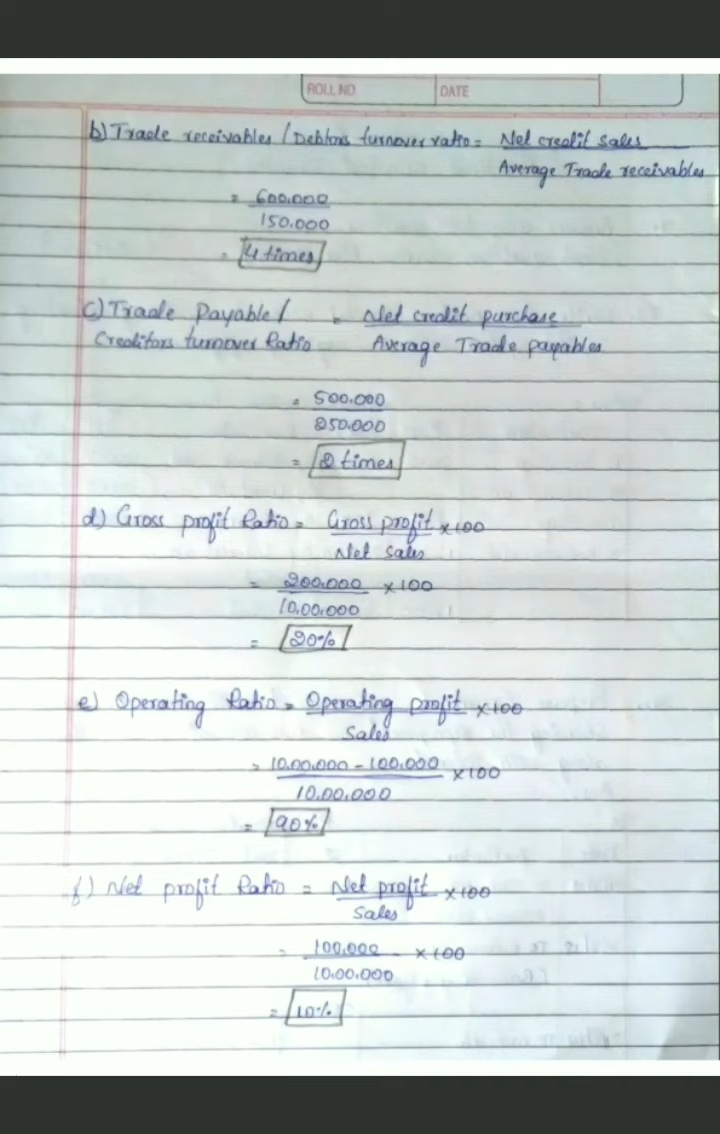 ROLL NO. DATE
b) Trade receivables / Debtors turnover ratio = Net credit sales
Average Trade receivables
= 600.000
150.000
= 4 times
c) Trade Payable / = Net credit purchase
Creditors turnover Ratio Average Trade payables
= 500.000
250.000
= 2 times
d) Gross profit Ratio = Gross profit x 100
Net sales
= 200.000 x 100
10,00.000
= 20%
e) Operating Ratio = Operating profit x 100
Sales
= 10.00.000 - 100.000 x 100
10.00.000
= 90%
f) Net profit Ratio = Net profit x 100
Sales
= 100.000 x 100
10.00.000
= 10%